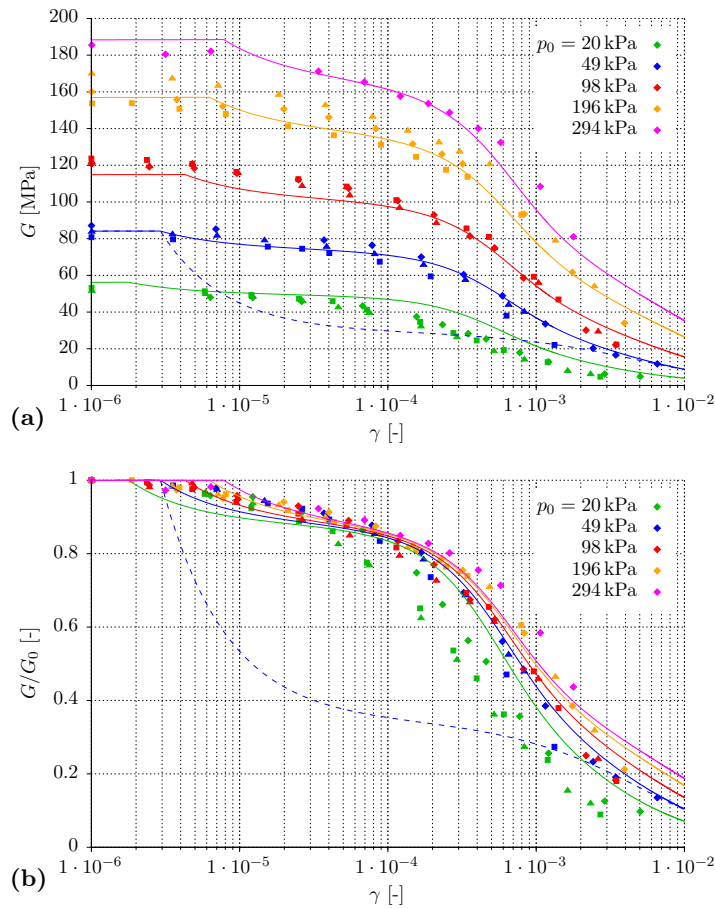 200
180
160
140
120
100
80
60
40
20
0
G [MPa]
p₀ = 20 kPa
49 kPa
98 kPa
196 kPa
294 kPa
1 · 10⁻⁶ 1 · 10⁻⁵ 1 · 10⁻⁴ 1 · 10⁻³ 1 · 10⁻²
(a)
γ [-]
1
0.8
0.6
0.4
0.2
0
G/G₀ [-]
p₀ = 20 kPa
49 kPa
98 kPa
196 kPa
294 kPa
1 · 10⁻⁶ 1 · 10⁻⁵ 1 · 10⁻⁴ 1 · 10⁻³ 1 · 10⁻²
(b)
γ [-]